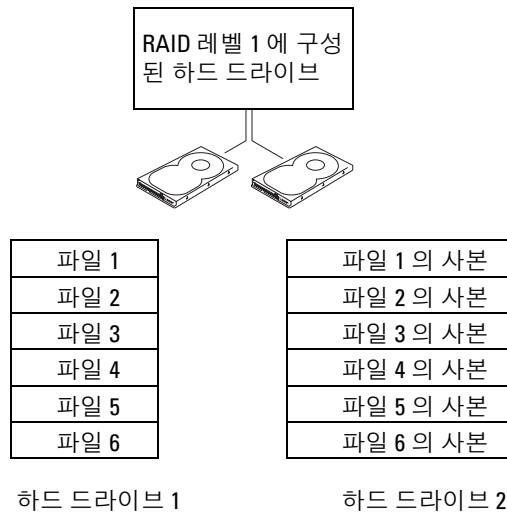 RAID 레벨 1 에 구성
된 하드 드라이브
파일 1
파일 1 의 사본
파일 2
파일 2 의 사본
파일 3
파일 3 의 사본
파일 4
파일 4 의 사본
파일 5
파일 5 의 사본
파일 6
파일 6 의 사본
하드 드라이브 1
하드 드라이브 2